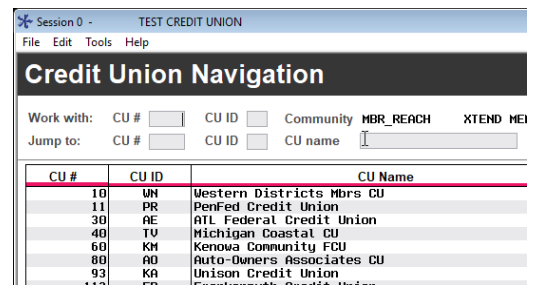 Session 0 - TEST CREDIT UNION
File Edit Tools Help
Credit Union Navigation
Work with: CU # CU ID Community MBR_REACH XTEND
Jump to: CU # CU ID CU name
CU # CU ID CU Name
10 WN Western Districts Mbrs CU
11 PR PenFed Credit Union
30 AE ATL Federal Credit Union
40 TV Michigan Coastal CU
60 KM Kenowa Community FCU
80 AO Auto-Owners Associates CU
93 KA Unison Credit Union